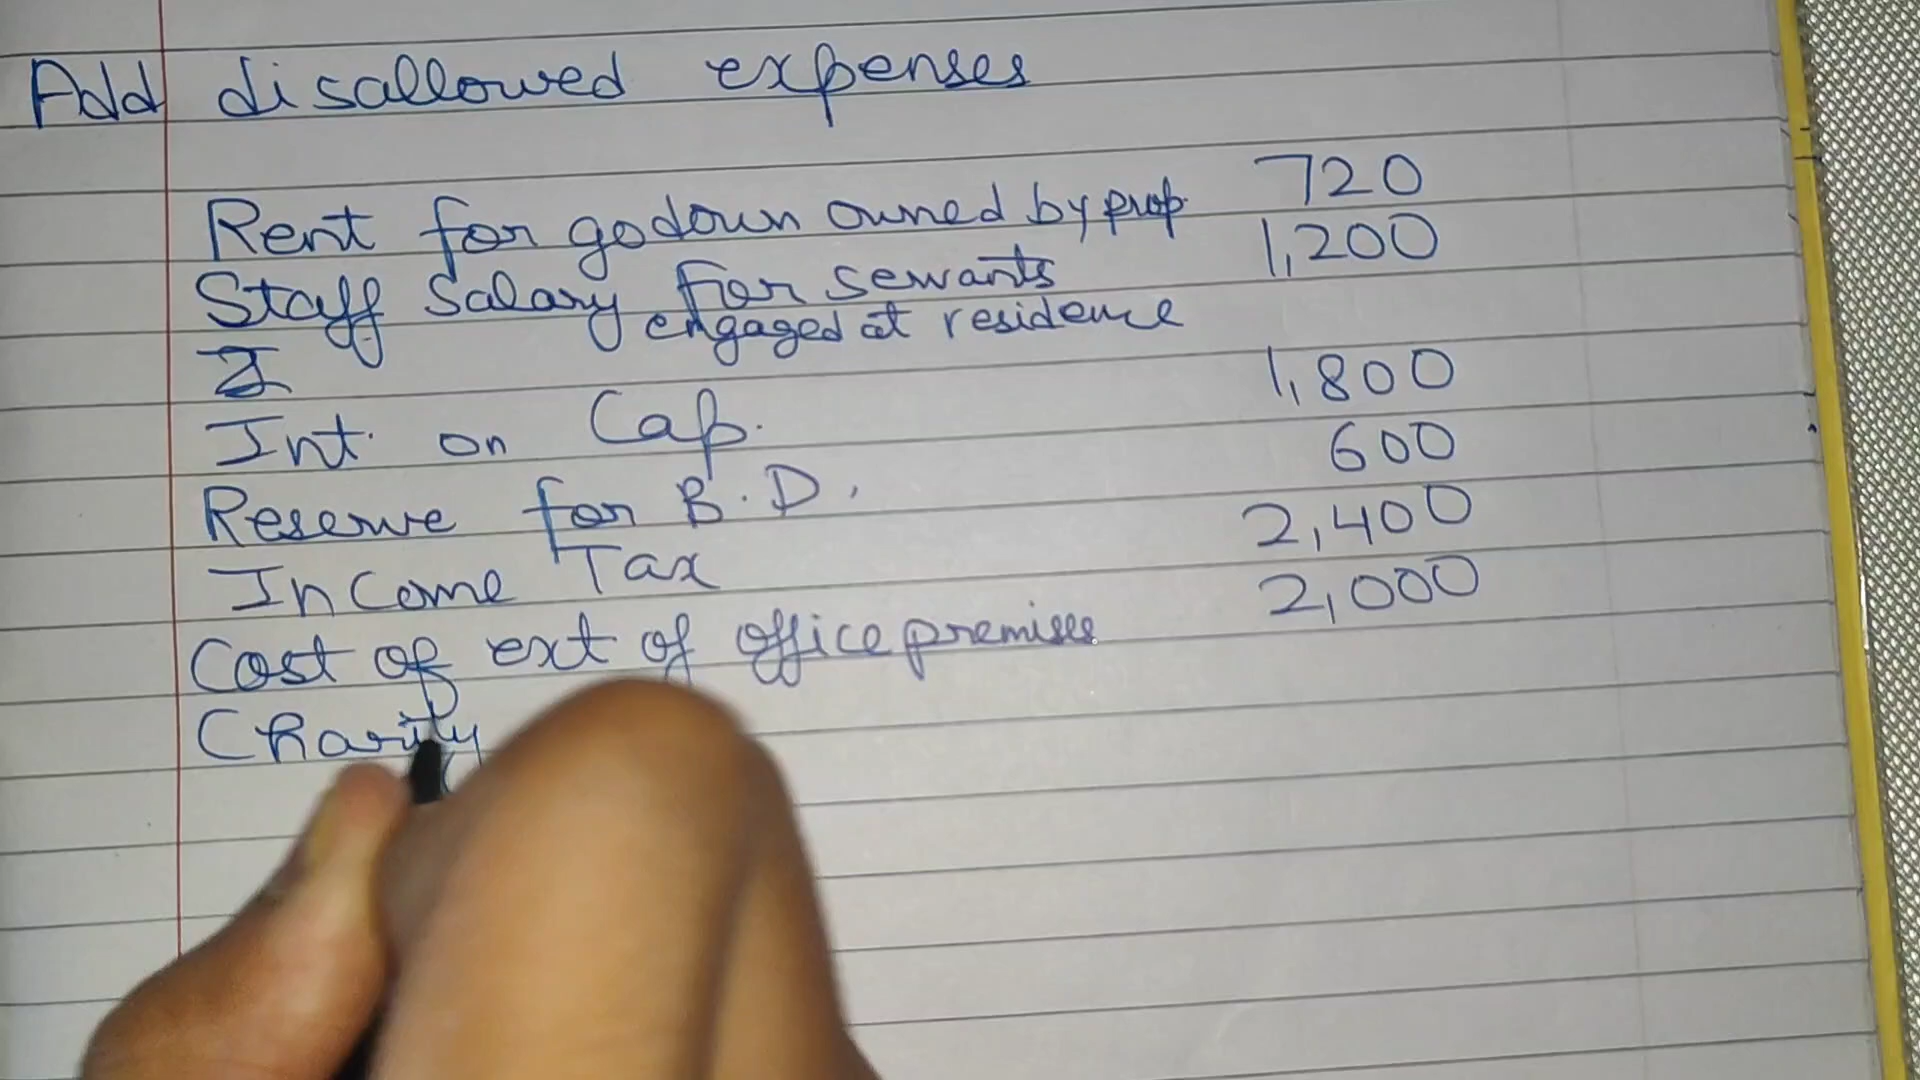 Add disallowed expenses
Rent for godown owned by prop. 720
Staff Salary for servants 1,200
engaged at residence
Int. on Cap. 1,800
Reserve for B.D. 600
Income Tax 2,400
Cost of ext of office premises 2,000
Charity